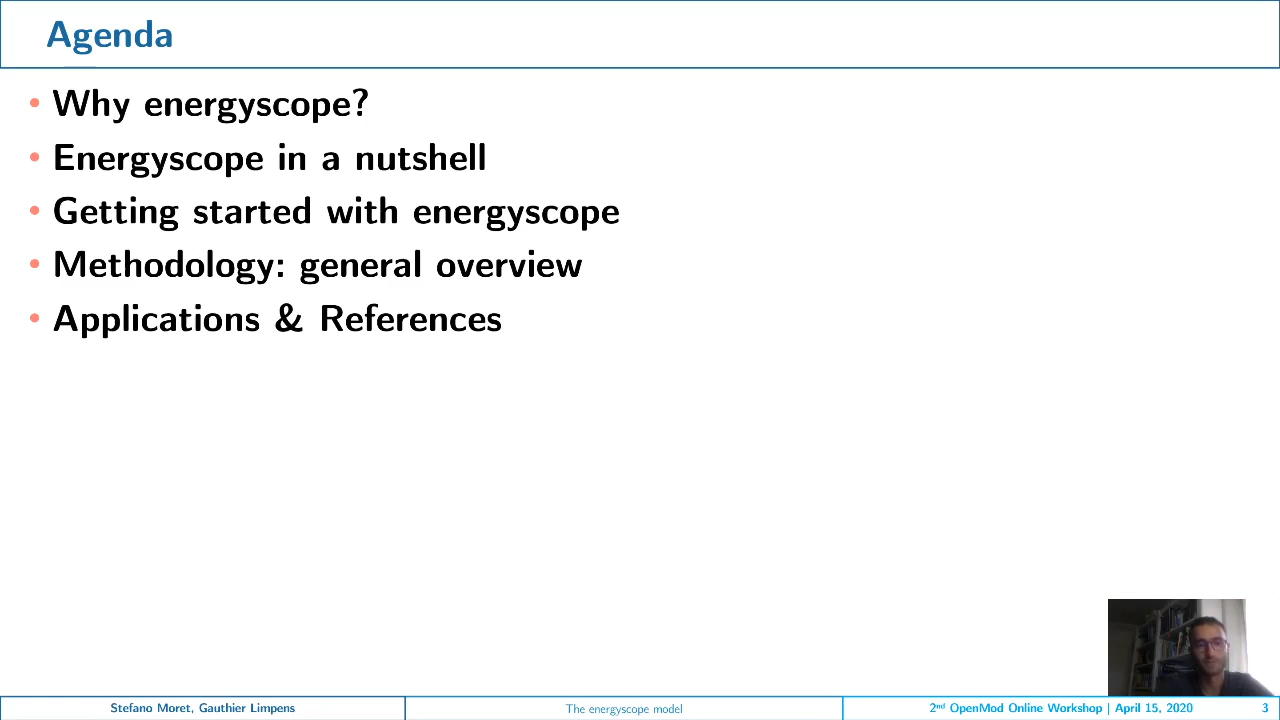 Agenda
• Why energyscope?
• Energyscope in a nutshell
• Getting started with energyscope
• Methodology: general overview
• Applications & References
Stefano Moret, Gauthier Limpens
The energyscope model
2nd OpenMod Online Workshop | April 15, 2020
3